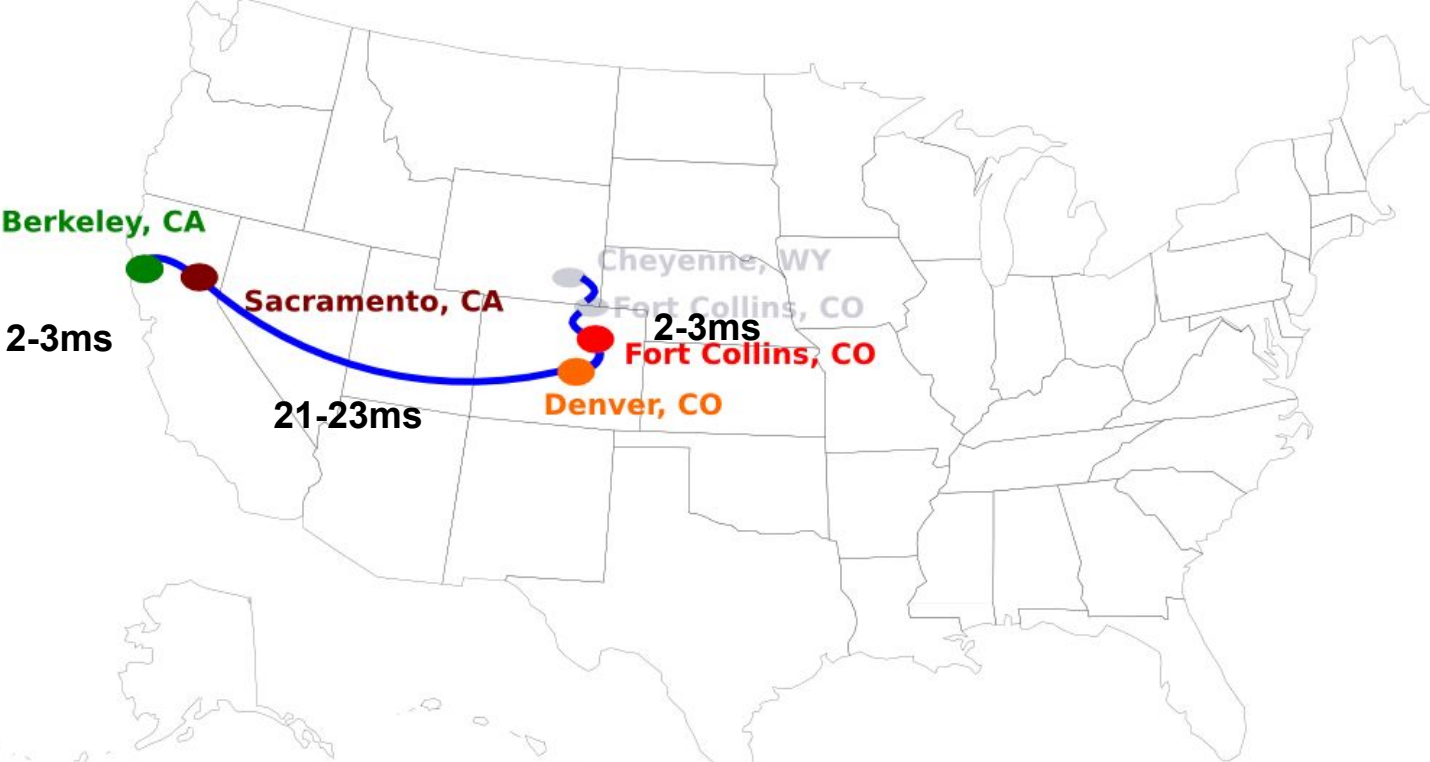 Berkeley, CA
Cheyenne, WY
Sacramento, CA
Fort Collins, CO
2-3ms
2-3ms
Fort Collins, CO
21-23ms
Denver, CO